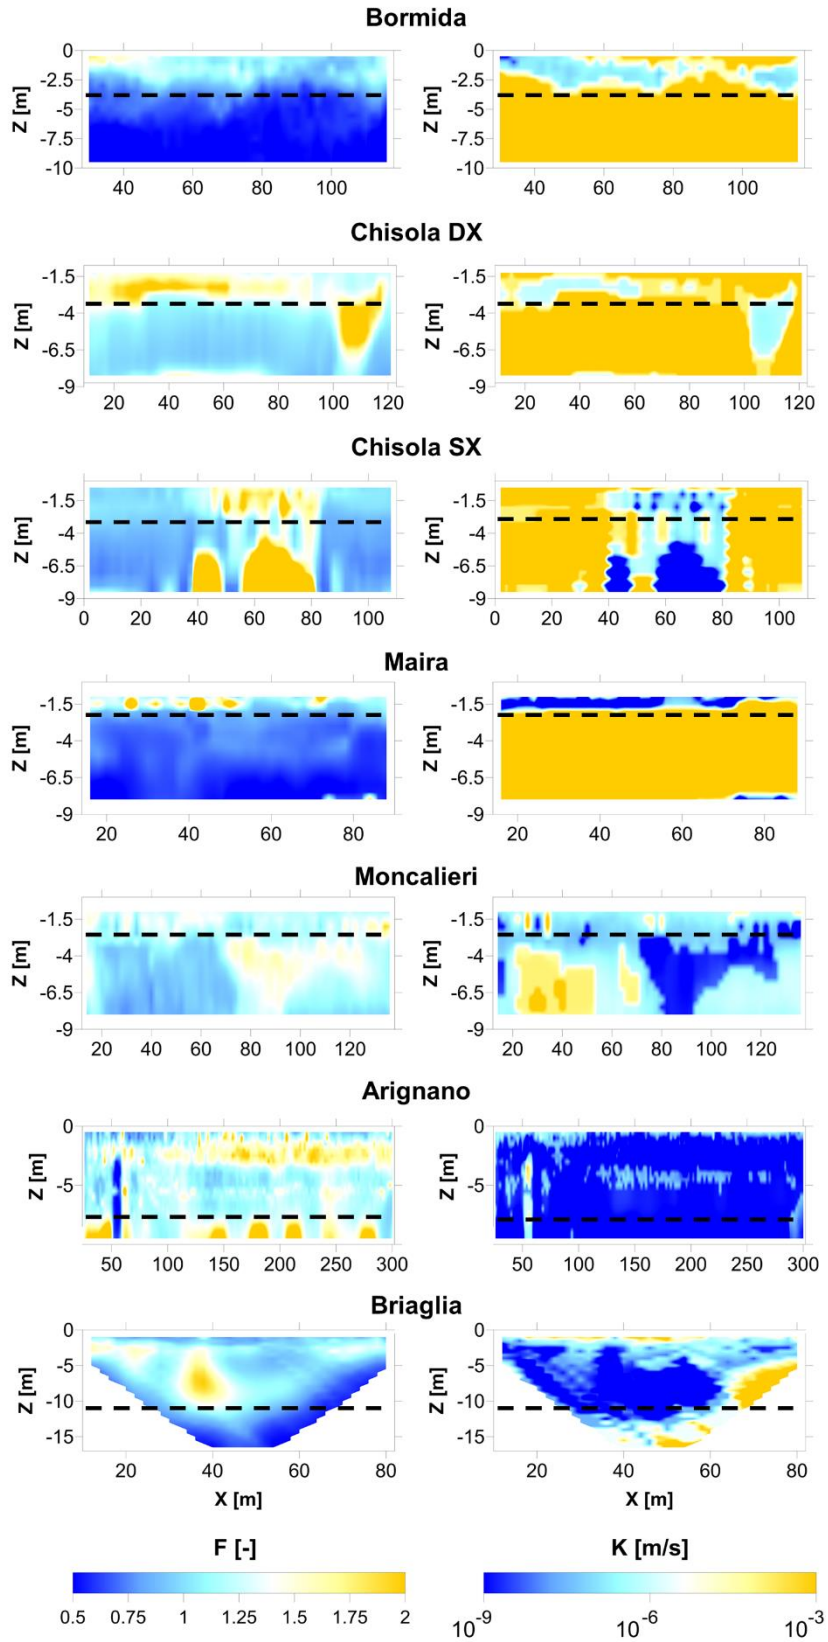 Bormida
Z [m]
0
-2.5
-5
-7.5
-10
40 60 80 100
Z [m]
0
-2.5
-5
-7.5
-10
40 60 80 100
Chisola DX
Z [m]
-1.5
-4
-6.5
-9
20 40 60 80 100 120
Z [m]
-1.5
-4
-6.5
-9
20 40 60 80 100 120
Chisola SX
Z [m]
-1.5
-4
-6.5
-9
0 20 40 60 80 100
Z [m]
-1.5
-4
-6.5
-9
0 20 40 60 80 100
Maira
Z [m]
-1.5
-4
-6.5
-9
20 40 60 80
Z [m]
-1.5
-4
-6.5
-9
20 40 60 80
Moncalieri
Z [m]
-1.5
-4
-6.5
-9
20 40 60 80 100 120
Z [m]
-1.5
-4
-6.5
-9
20 40 60 80 100 120
Arignano
Z [m]
0
-5
50 100 150 200 250 300
Z [m]
0
-5
50 100 150 200 250 300
Briaglia
Z [m]
0
-5
-10
-15
20 40 60 80
X [m]
Z [m]
0
-5
-10
-15
20 40 60 80
X [m]
F [-]
0.5 0.75 1 1.25 1.5 1.75 2
K [m/s]
10⁻⁹ 10⁻⁶ 10⁻³